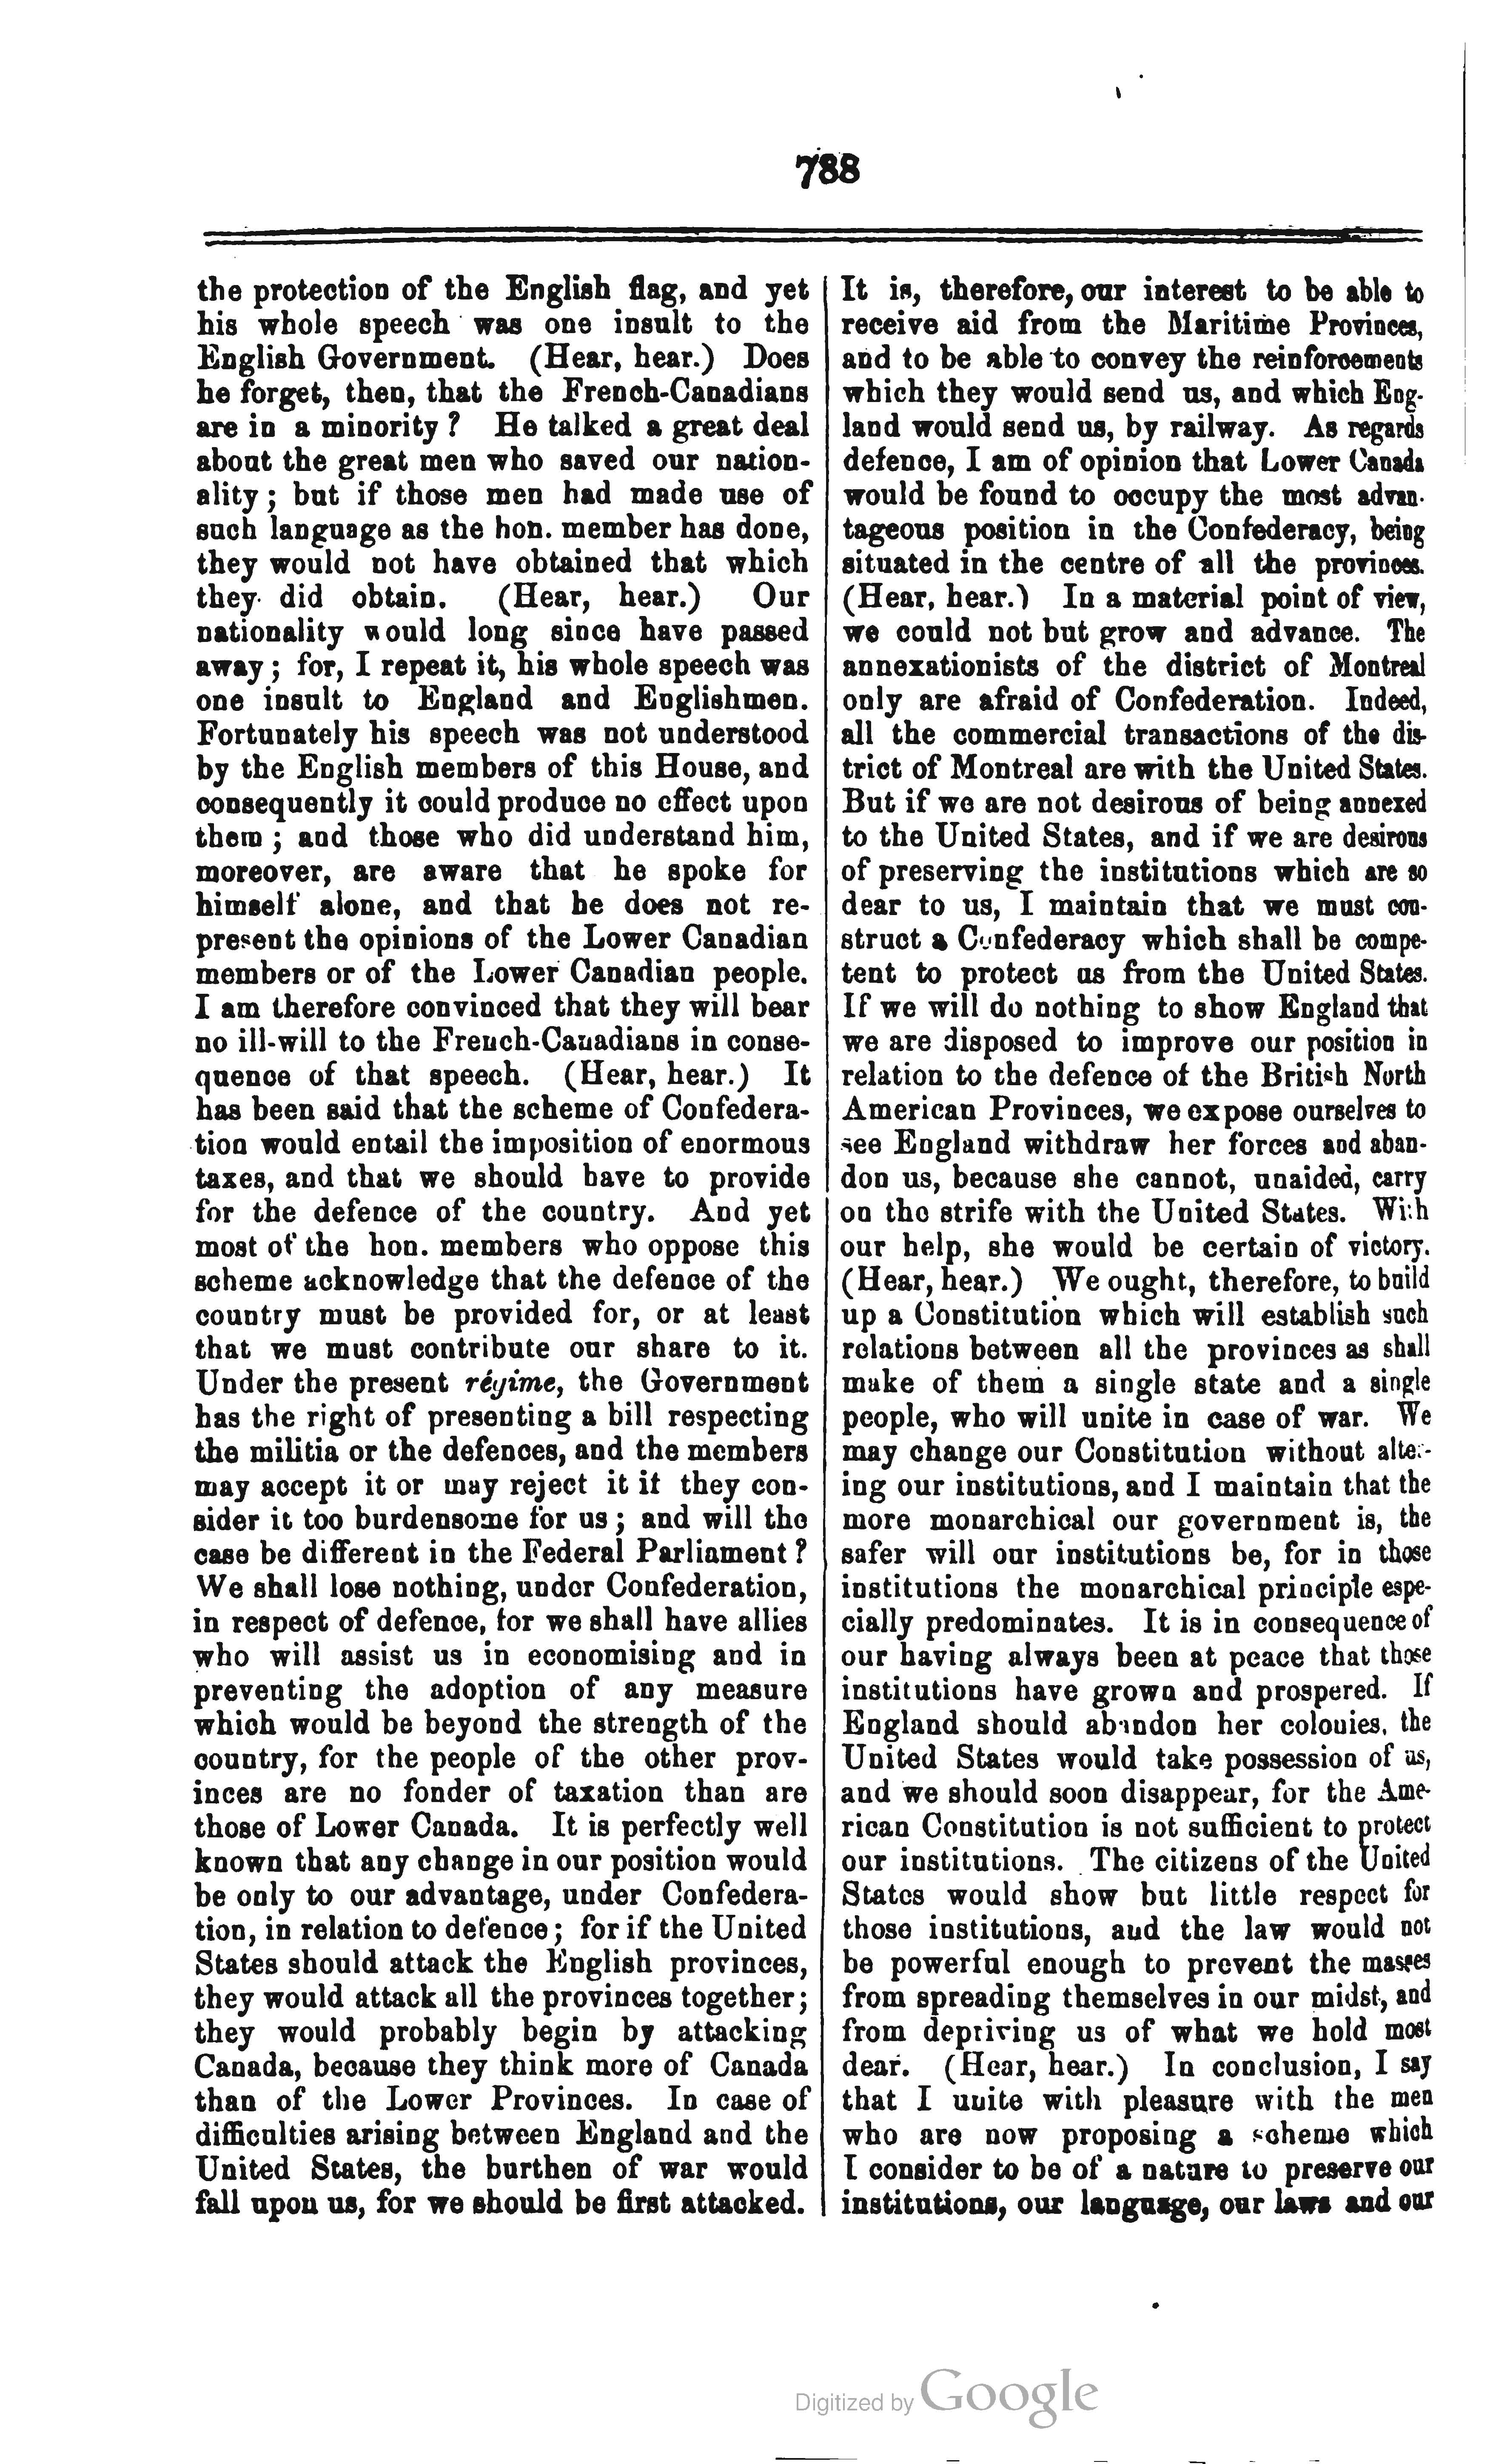 788
the protection of the English flag, and yet
his whole speech was one insult to the
English Government. (Hear, hear.) Does
he forget, then, that the French-Canadians
are in a minority? He talked a great deal
about the great men who saved our nation-
ality; but if those men had made use of
such language as the hon. member has done,
they would not have obtained that which
they did obtain. (Hear, hear.) Our
nationality would long since have passed
away; for, I repeat it, his whole speech was
one insult to England and Englishmen.
Fortunately his speech was not understood
by the English members of this House, and
consequently it could produce no effect upon
them; and those who did understand him,
moreover, are aware that he spoke for
himself alone, and that he does not re-
present the opinions of the Lower Canadian
members or of the Lower Canadian people.
I am therefore convinced that they will bear
no ill-will to the French-Canadians in conse-
quence of that speech. (Hear, hear.) It
has been said that the scheme of Confedera-
tion would entail the imposition of enormous
taxes, and that we should have to provide
for the defence of the country. And yet
most of the hon. members who oppose this
scheme acknowledge that the defence of the
country must be provided for, or at least
that we must contribute our share to it.
Under the present régime, the Government
has the right of presenting a bill respecting
the militia or the defences, and the members
may accept it or may reject it if they con-
sider it too burdensome for us; and will the
case be different in the Federal Parliament?
We shall lose nothing, under Confederation,
in respect of defence, for we shall have allies
who will assist us in economising and in
preventing the adoption of any measure
which would be beyond the strength of the
country, for the people of the other prov-
inces are no fonder of taxation than are
those of Lower Canada. It is perfectly well
known that any change in our position would
be only to our advantage, under Confedera-
tion, in relation to defence; for if the United
States should attack the English provinces,
they would attack all the provinces together;
they would probably begin by attacking
Canada, because they think more of Canada
than of the Lower Provinces. In case of
difficulties arising between England and the
United States, the burthen of war would
fall upon us, for we should be first attacked.
It is, therefore, our interest to be able to
receive aid from the Maritime Provinces,
and to be able to convey the reinforcements
which they would send us, and which Eng-
land would send us, by railway. As regards
defence, I am of opinion that Lower Canada
would be found to occupy the most advan-
tageous position in the Confederacy, being
situated in the centre of all the provinces.
(Hear, hear.) In a material point of view,
we could not but grow and advance. The
annexationists of the district of Montreal
only are afraid of Confederation. Indeed,
all the commercial transactions of the dis-
trict of Montreal are with the United States.
But if we are not desirous of being annexed
to the United States, and if we are desirous
of preserving the institutions which are so
dear to us, I maintain that we must con-
struct a Confederacy which shall be compe-
tent to protect us from the United States.
If we will do nothing to show England that
we are disposed to improve our position in
relation to the defence of the British North
American Provinces, we expose ourselves to
see England withdraw her forces and aban-
don us, because she cannot, unaided, carry
on the strife with the United States. With
our help, she would be certain of victory.
(Hear, hear.) We ought, therefore, to build
up a Constitution which will establish such
relations between all the provinces as shall
make of them a single state and a single
people, who will unite in case of war. We
may change our Constitution without alter-
ing our institutions, and I maintain that the
more monarchical our government is, the
safer will our institutions be, for in those
institutions the monarchical principle espe-
cially predominates. It is in consequence of
our having always been at peace that those
institutions have grown and prospered. If
England should abandon her colonies, the
United States would take possession of us,
and we should soon disappear, for the Ame-
rican Constitution is not sufficient to protect
our institutions. The citizens of the United
States would show but little respect for
those institutions, and the law would not
be powerful enough to prevent the masses
from spreading themselves in our midst, and
from depriving us of what we hold most
dear. (Hear, hear.) In conclusion, I say
that I unite with pleasure with the men
who are now proposing a scheme which
I consider to be of a nature to preserve our
institutions, our language, our laws and our
Digitized by Google